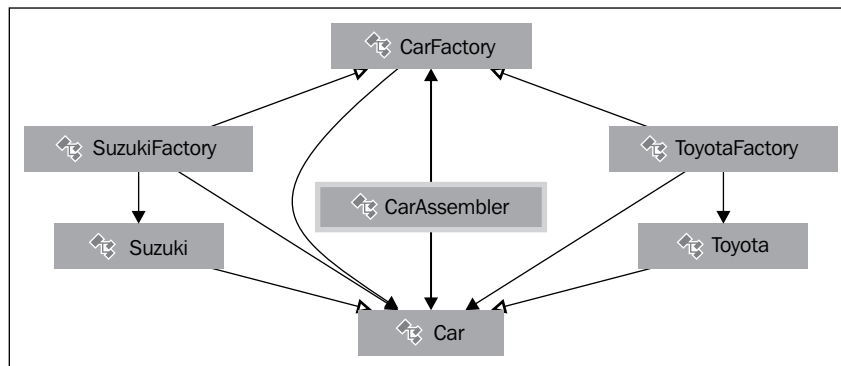 CarFactory
SuzukiFactory
ToyotaFactory
CarAssembler
Suzuki
Toyota
Car